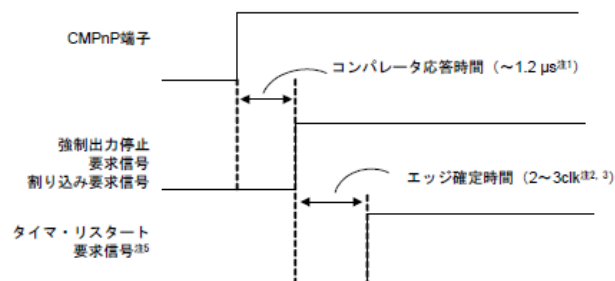 CMPnP端子
コンパレータ応答時間（～1.2 μs注1）
強制出力停止
要求信号
割り込み要求信号
エッジ確定時間（2～3clk注2, 3）
タイマ・リスタート
要求信号注5